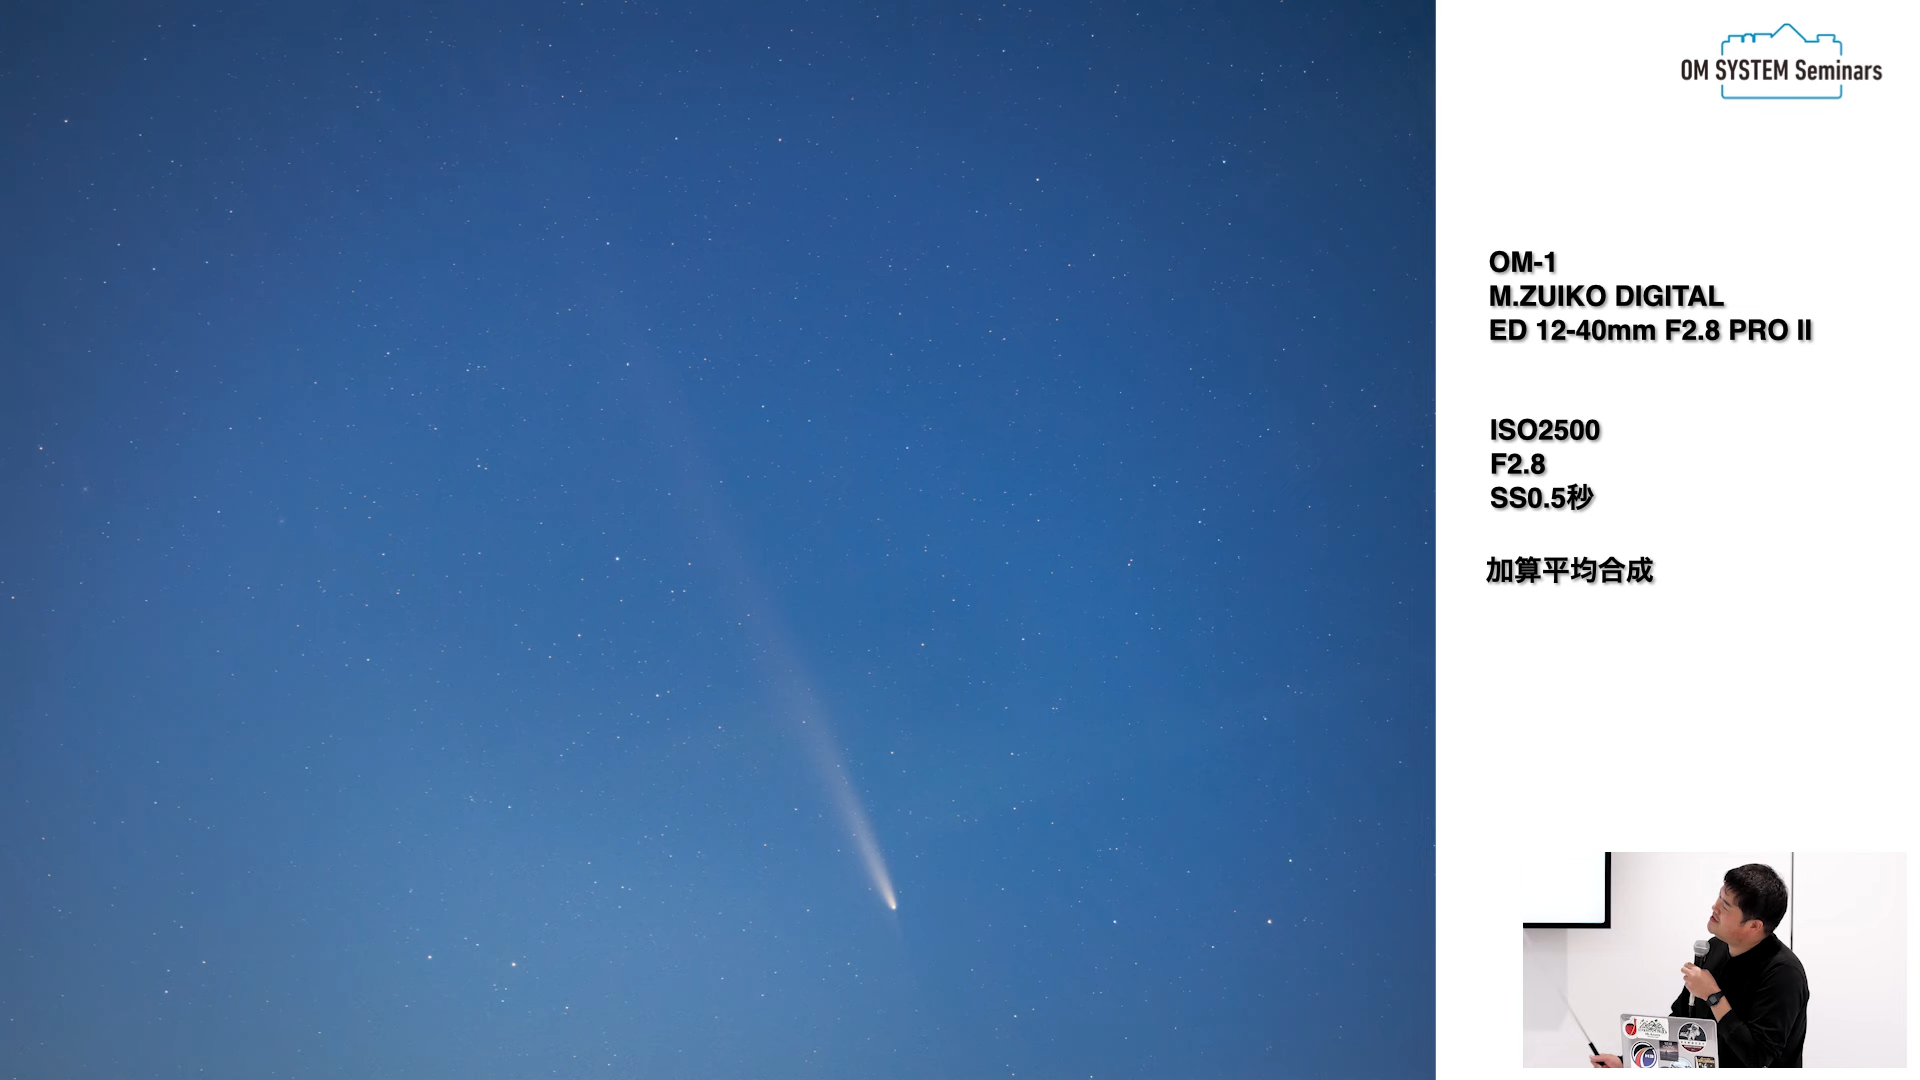 OM SYSTEM Seminars
OM-1
M.ZUIKO DIGITAL
ED 12-40mm F2.8 PRO II
ISO2500
F2.8
SS0.5秒
加算平均合成